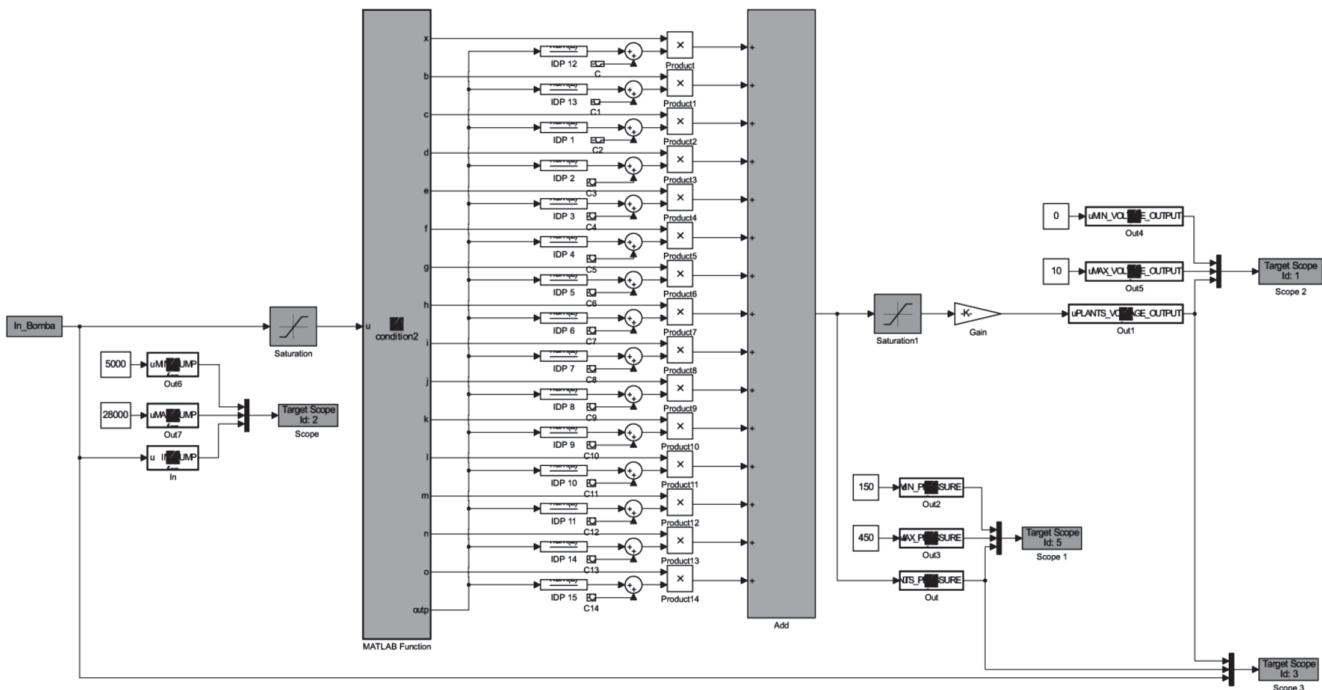 In_Bomba
Saturation
5000
Out6
28000
Out7
In
Target Scope
Id: 2
Scope
u
condition2
MATLAB Function
x
b
c
d
e
f
g
h
i
j
k
l
m
n
o
outp
IDP 12
C
×
Product
IDP 13
C1
×
Product1
IDP 1
C2
×
Product2
IDP 2
C3
×
Product3
IDP 3
C4
×
Product4
IDP 4
C5
×
Product5
IDP 5
C6
×
Product6
IDP 6
C7
×
Product7
IDP 7
C8
×
Product8
IDP 8
C9
×
Product9
IDP 9
C10
×
Product10
IDP 10
C11
×
Product11
IDP 11
C12
×
Product12
IDP 14
C13
×
Product13
IDP 15
C14
×
Product14
Add
Saturation1
-K-
Gain
0
Out4
10
Out5
Out1
Target Scope
Id: 1
Scope 2
150
Out2
450
Out3
Out
Target Scope
Id: 5
Scope 1
Target Scope
Id: 3
Scope 3